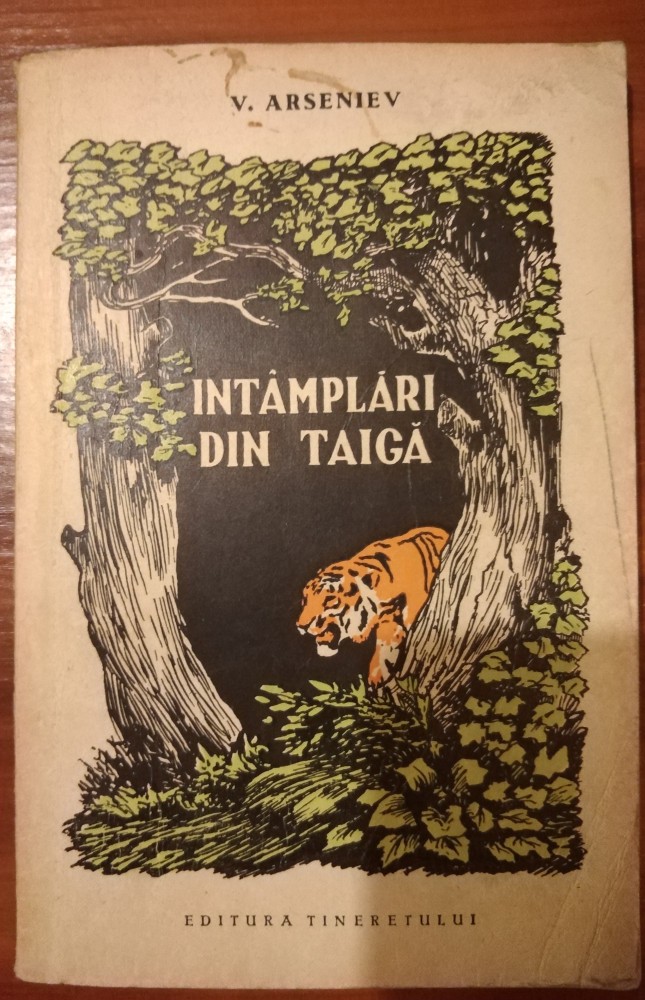 V. ARSENIEV
INTÂMPLĂRI
DIN TAIGĂ
EDITURA TINERETULUI